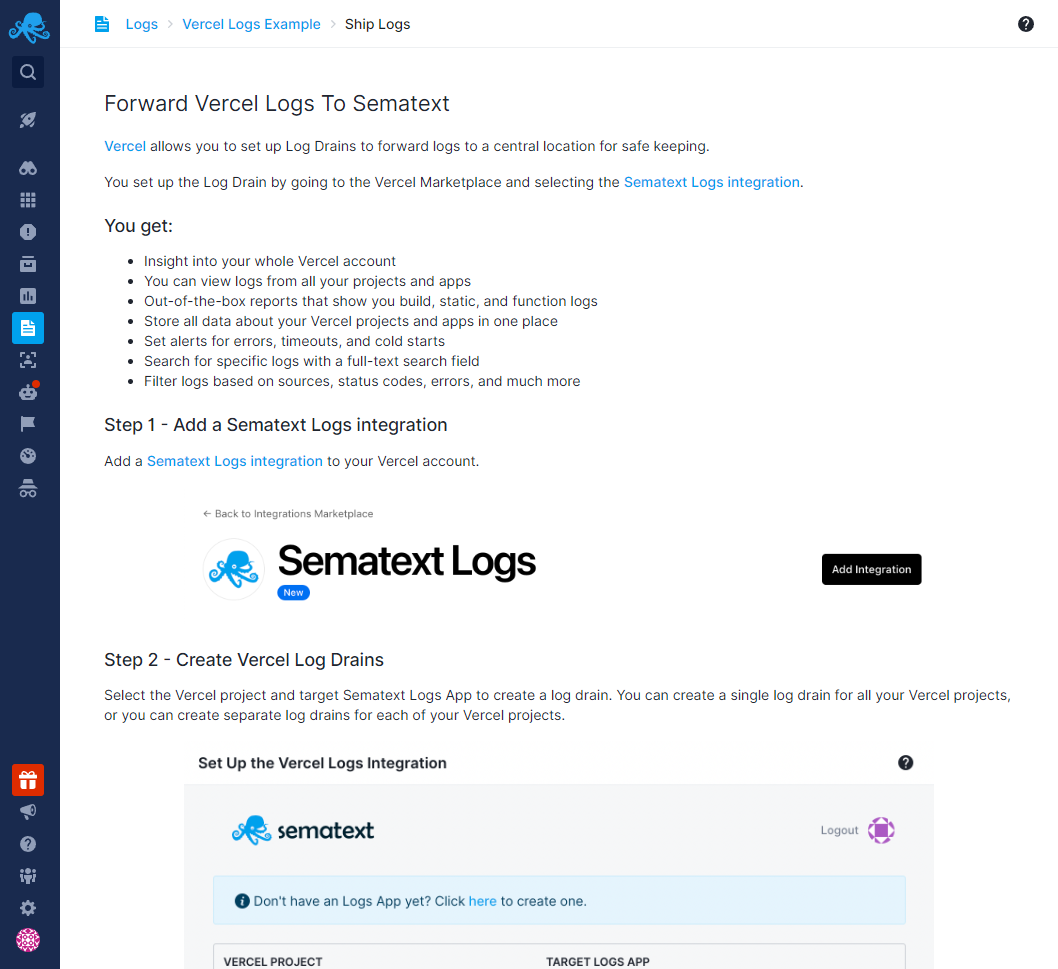 Logs > Vercel Logs Example > Ship Logs
Forward Vercel Logs To Sematext
Vercel allows you to set up Log Drains to forward logs to a central location for safe keeping.
You set up the Log Drain by going to the Vercel Marketplace and selecting the Sematext Logs integration.
You get:
• Insight into your whole Vercel account
• You can view logs from all your projects and apps
• Out-of-the-box reports that show you build, static, and function logs
• Store all data about your Vercel projects and apps in one place
• Set alerts for errors, timeouts, and cold starts
• Search for specific logs with a full-text search field
• Filter logs based on sources, status codes, errors, and much more
Step 1 - Add a Sematext Logs integration
Add a Sematext Logs integration to your Vercel account.
← Back to Integrations Marketplace
Sematext Logs
New
Add Integration
Step 2 - Create Vercel Log Drains
Select the Vercel project and target Sematext Logs App to create a log drain. You can create a single log drain for all your Vercel projects,
or you can create separate log drains for each of your Vercel projects.
Set Up the Vercel Logs Integration
sematext
Logout
Don't have an Logs App yet? Click here to create one.
VERCEL PROJECT TARGET LOGS APP